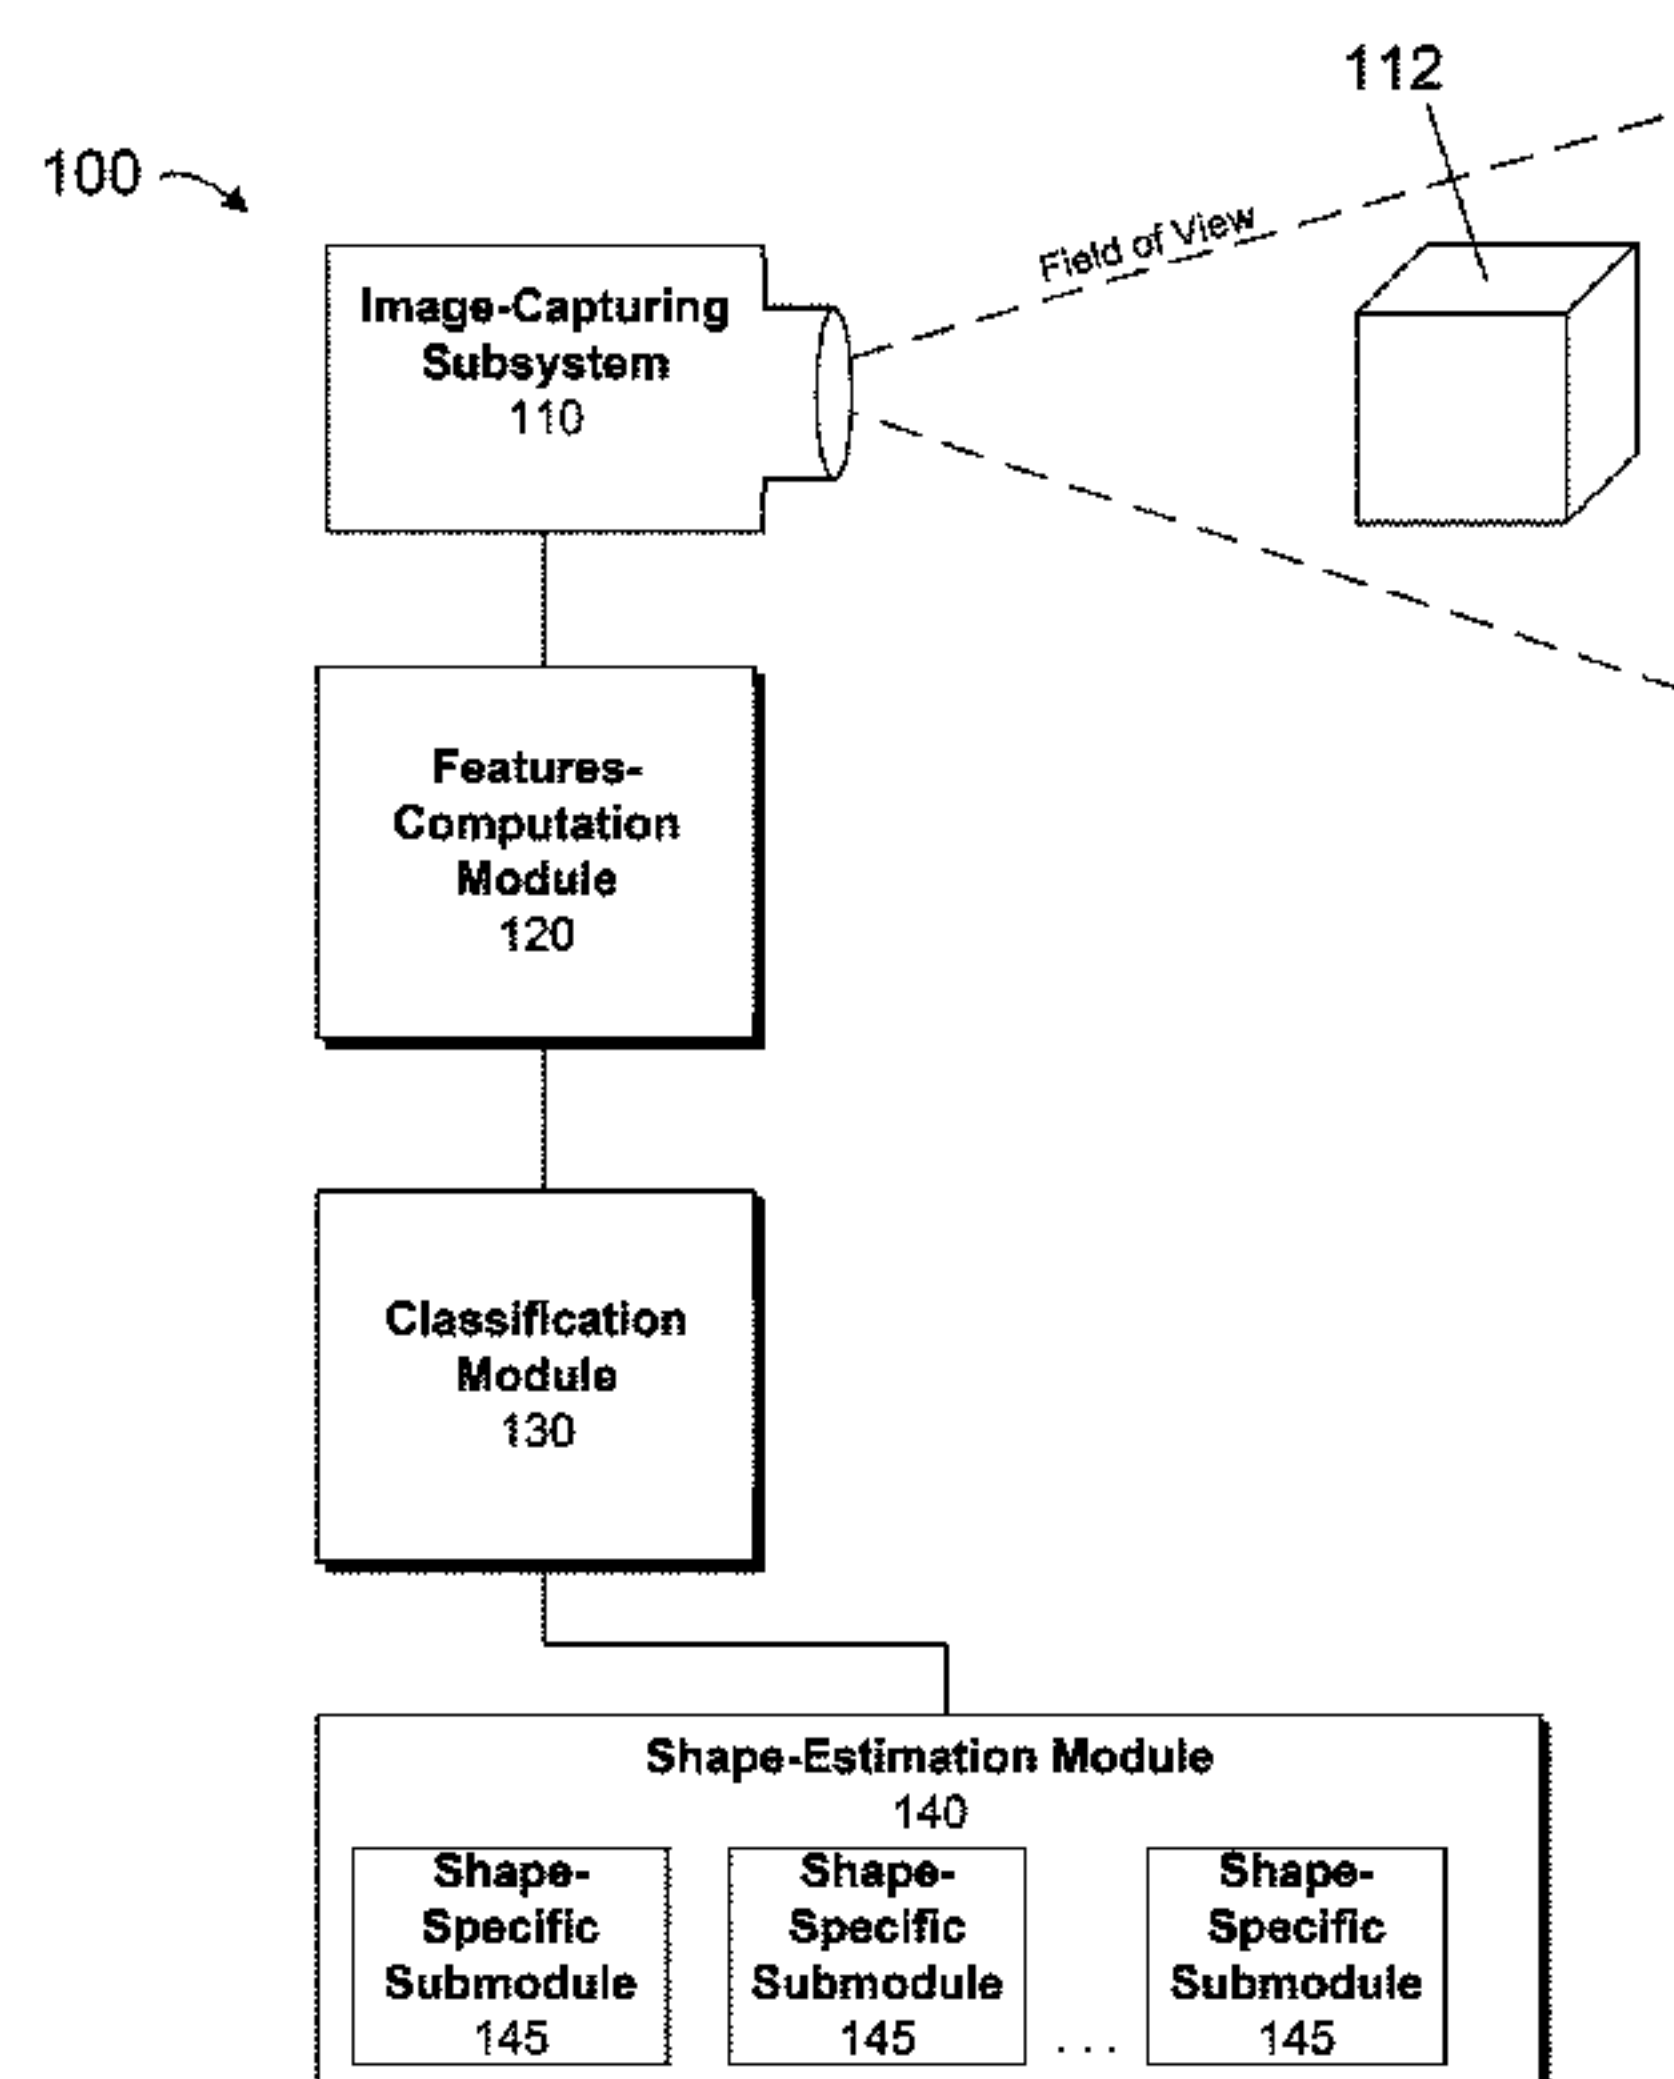 112
100
Field of View
Image-Capturing
Subsystem
110
Features-
Computation
Module
120
Classification
Module
130
Shape-Estimation Module
140
Shape-
Specific
Submodule
145
Shape-
Specific
Submodule
145
. . .
Shape-
Specific
Submodule
145